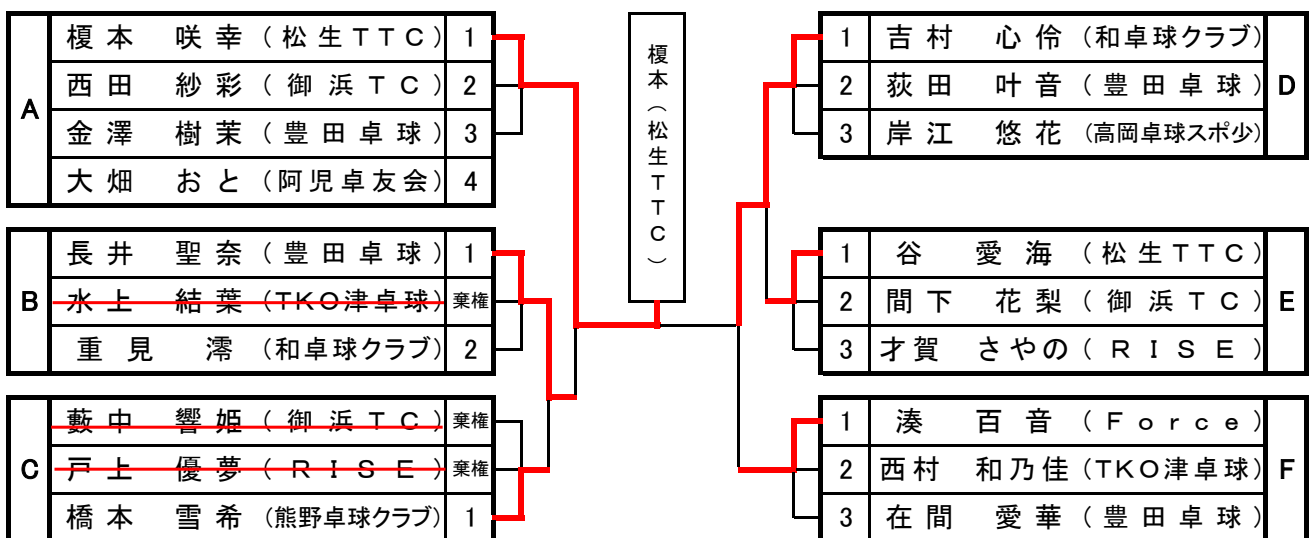 A
榎本 咲幸 (松生TTC) 1
西田 紗彩 (御浜TC) 2
金澤 樹茉 (豊田卓球) 3
大畑 おと (阿児卓友会) 4
B
長井 聖奈 (豊田卓球) 1
水上 結葉 (TKO津卓球) 棄権
重見 澪 (和卓球クラブ) 2
C
藪中 響姫 (御浜TC) 棄権
戸上 優夢 (RISE) 棄権
橋本 雪希 (熊野卓球クラブ) 1
榎本(松生TTC)
D
1 吉村 心伶 (和卓球クラブ)
2 荻田 叶音 (豊田卓球)
3 岸江 悠花 (高岡卓球スポ少)
E
1 谷 愛海 (松生TTC)
2 間下 花梨 (御浜TC)
3 才賀 さやの (RISE)
F
1 湊 百音 (Force)
2 西村 和乃佳 (TKO津卓球)
3 在間 愛華 (豊田卓球)